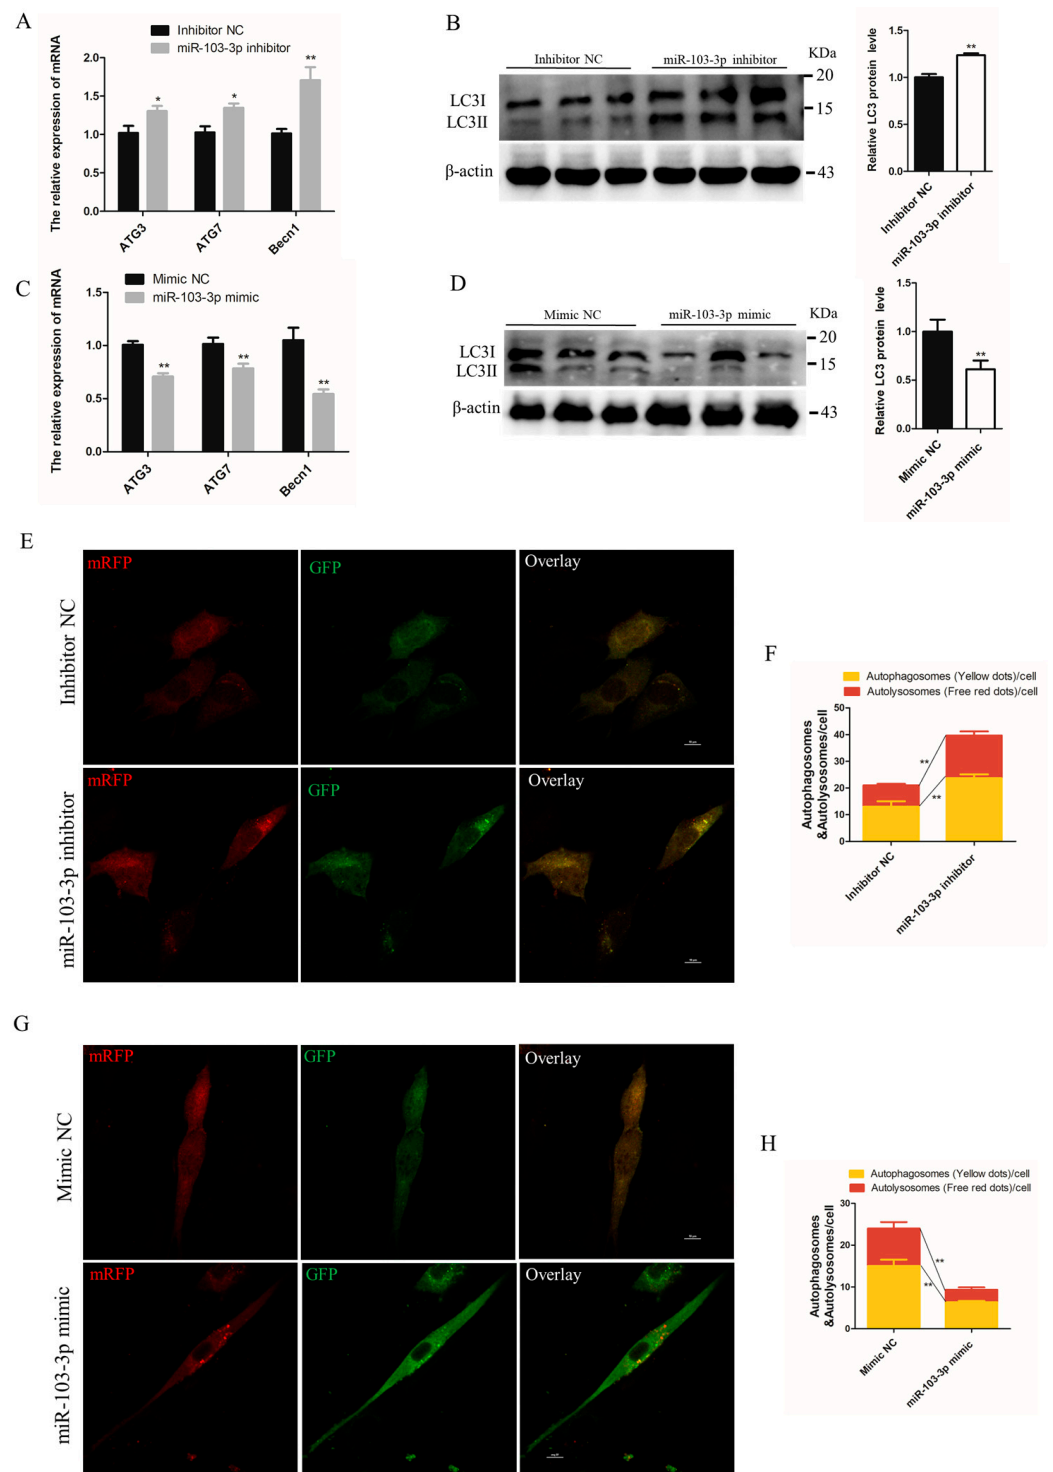 A
Inhibitor NC
miR-103-3p inhibitor
The relative expression of mRNA
2.0
1.5
1.0
0.5
0.0
*
*
**
ATG3
ATG7
Becn1
B
Inhibitor NC
miR-103-3p inhibitor
KDa
20
15
43
LC3I
LC3II
β-actin
Relative LC3 protein levle
1.5
1.0
0.5
0.0
**
Inhibitor NC
miR-103-3p inhibitor
C
Mimic NC
miR-103-3p mimic
The relative expression of mRNA
1.5
1.0
0.5
0.0
**
**
**
ATG3
ATG7
Becn1
D
Mimic NC
miR-103-3p mimic
KDa
20
15
43
LC3I
LC3II
β-actin
Relative LC3 protein levle
1.5
1.0
0.5
0.0
**
Mimic NC
miR-103-3p mimic
E
Inhibitor NC
mRFP
GFP
Overlay
miR-103-3p inhibitor
mRFP
GFP
Overlay
F
Autophagosomes (Yellow dots)/cell
Autolysosomes (Free red dots)/cell
Autophagosomes
&Autolysosomes/cell
50
40
30
20
10
0
**
**
Inhibitor NC
miR-103-3p inhibitor
G
Mimic NC
mRFP
GFP
Overlay
miR-103-3p mimic
mRFP
GFP
Overlay
H
Autophagosomes (Yellow dots)/cell
Autolysosomes (Free red dots)/cell
Autophagosomes
&Autolysosomes/cell
30
20
10
0
**
**
Mimic NC
miR-103-3p mimic